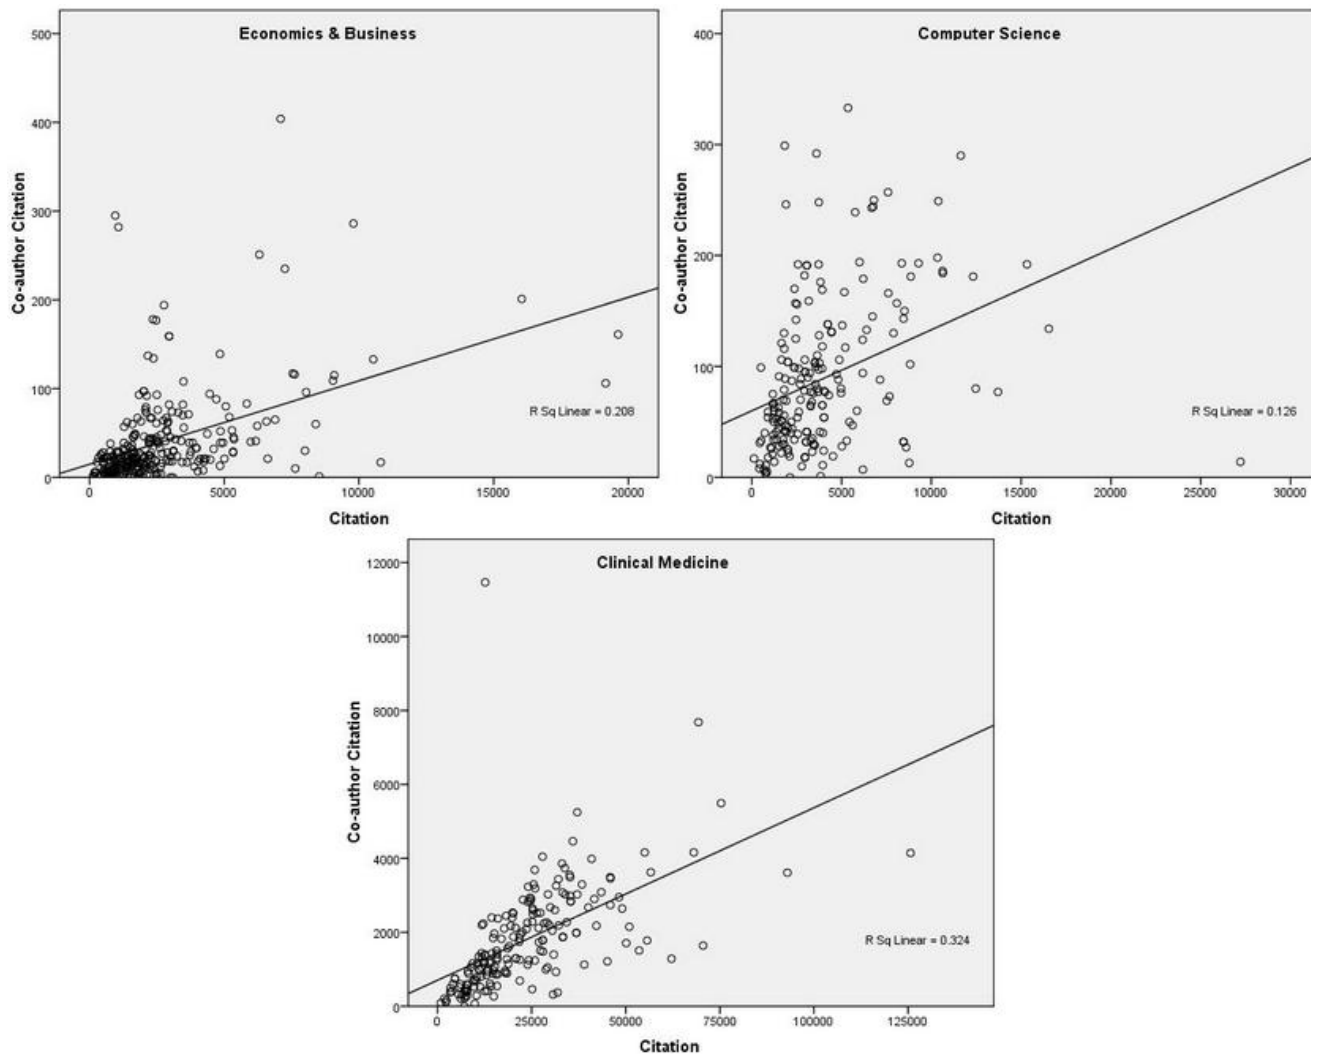 Economics & Business
500
400
300
200
100
0
Co-author Citation
R Sq Linear = 0.208
0 5000 10000 15000 20000
Citation
Computer Science
400
300
200
100
0
Co-author Citation
R Sq Linear = 0.126
0 5000 10000 15000 20000 25000 30000
Citation
Clinical Medicine
12000
10000
8000
6000
4000
2000
0
Co-author Citation
R Sq Linear = 0.324
0 25000 50000 75000 100000 125000
Citation